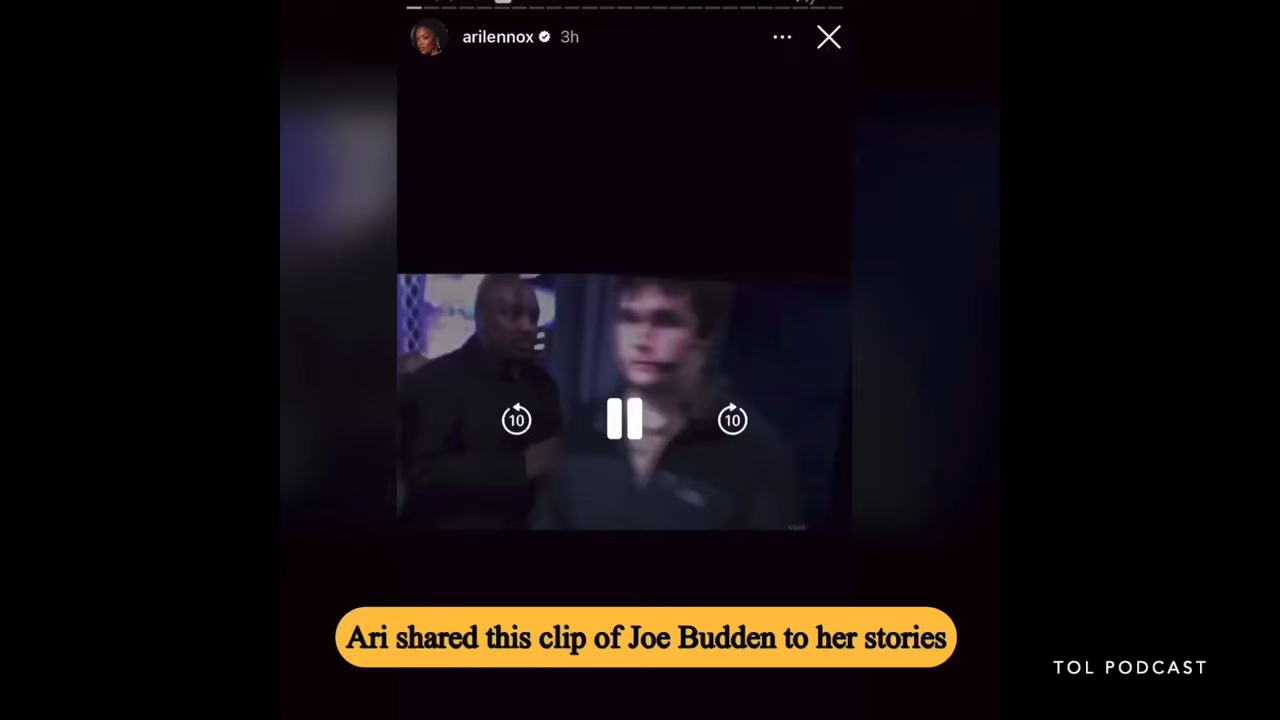 arilennox 3h
10 10
Ari shared this clip of Joe Budden to her stories
TOL PODCAST